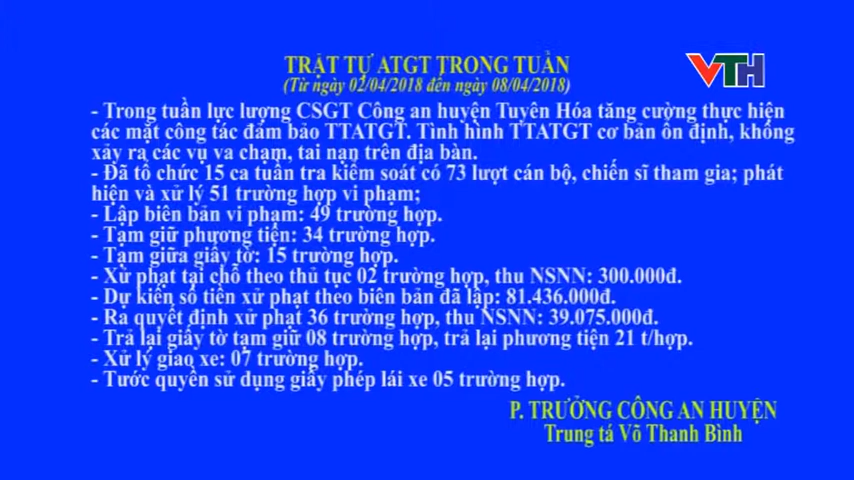 TRẬT TỰ ATGT TRONG TUẦN
VTH
(Từ ngày 02/04/2018 đến ngày 08/04/2018)
- Trong tuần lực lượng CSGT Công an huyện Tuyên Hóa tăng cường thực hiện
các mặt công tác đảm bảo TTATGT. Tình hình TTATGT cơ bản ổn định, không
xảy ra các vụ va chạm, tai nạn trên địa bàn.
- Đã tổ chức 15 ca tuần tra kiểm soát có 73 lượt cán bộ, chiến sĩ tham gia; phát
hiện và xử lý 51 trường hợp vi phạm;
- Lập biên bản vi phạm: 49 trường hợp.
- Tạm giữ phương tiện: 34 trường hợp.
- Tạm giữa giấy tờ: 15 trường hợp.
- Xử phạt tại chỗ theo thủ tục 02 trường hợp, thu NSNN: 300.000đ.
- Dự kiến số tiền xử phạt theo biên bản đã lập: 81.436.000đ.
- Ra quyết định xử phạt 36 trường hợp, thu NSNN: 39.075.000đ.
- Trả lại giấy tờ tạm giữ 08 trường hợp, trả lại phương tiện 21 t/hợp.
- Xử lý giao xe: 07 trường hợp.
- Tước quyền sử dụng giấy phép lái xe 05 trường hợp.
P. TRƯỞNG CÔNG AN HUYỆN
Trung tá Võ Thanh Bình